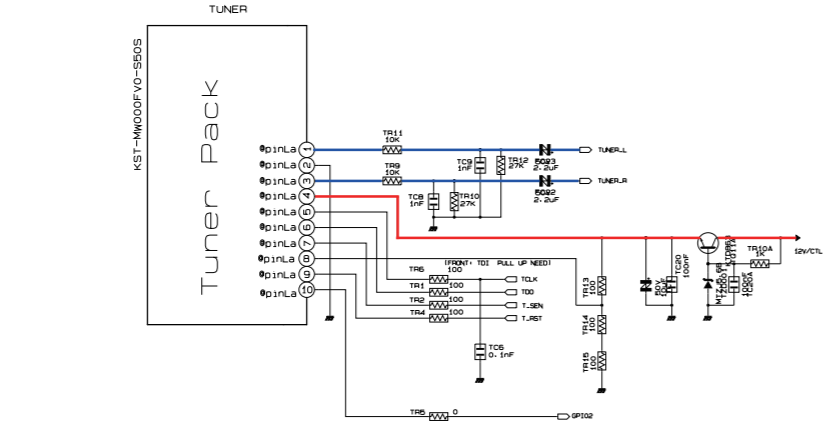 TUNER
KST-MW000FV0-S50S
Tuner Pack
@pinLa 1
@pinLa 2
@pinLa 3
@pinLa 4
@pinLa 5
@pinLa 6
@pinLa 7
@pinLa 8
@pinLa 9
@pinLa 10
TR11
10K
TC9
1nF
TR12
27K
2.2uF
TUNER_L
TR9
10K
TC8
1nF
TR10
27K
2.2uF
TUNER_R
(FRONT: TDI PULL UP NEED)
TR6
100
TCLK
TR1
100
TDO
TR2
100
T_SEN
TR4
100
T_RST
TC6
0.1nF
TR13
100
TR14
100
TR15
100
50V
TC20
100nF
TC20A
TR10A
1K
12V/CTL
TR5
0
GPIO2